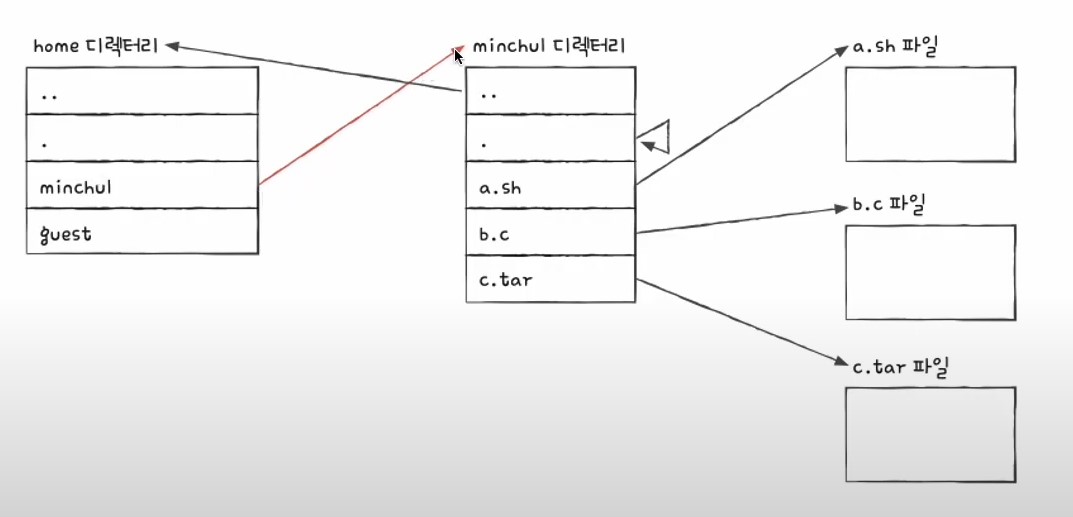 home 디렉터리
..
.
minchul
guest
minchul 디렉터리
..
.
a.sh
b.c
c.tar
a.sh 파일
b.c 파일
c.tar 파일